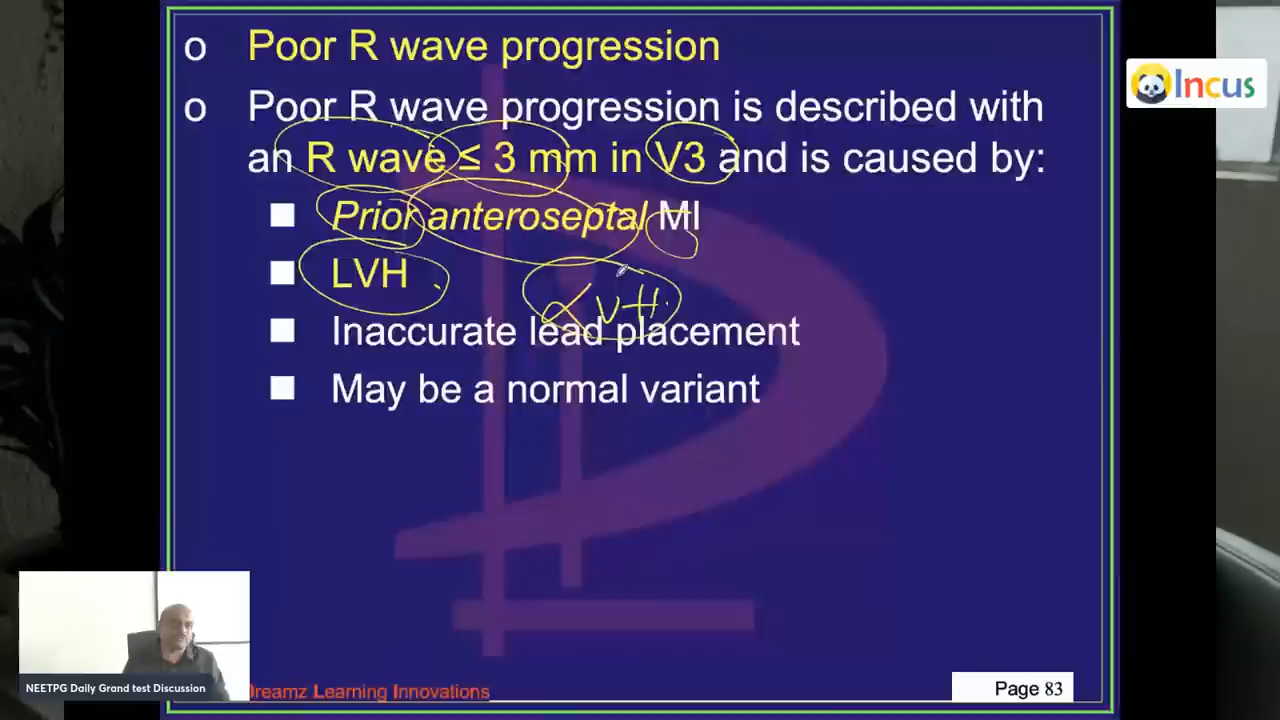 o Poor R wave progression
o Poor R wave progression is described with
an R wave ≤ 3 mm in V3 and is caused by:
Prior anteroseptal MI
LVH
LVH
Inaccurate lead placement
May be a normal variant
Incus
NEETPG Daily Grand test Discussion
Dreamz Learning Innovations
Page 83